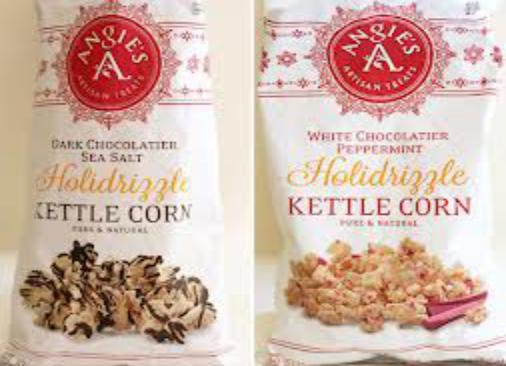 ANGIE'S
A
ARTISAN TREATS
DARK CHOCOLATIER
SEA SALT
Holidrizzle
KETTLE CORN
PURE & NATURAL
ANGIE'S
A
ARTISAN TREATS
WHITE CHOCOLATIER
PEPPERMINT
Holidrizzle
KETTLE CORN
PURE & NATURAL